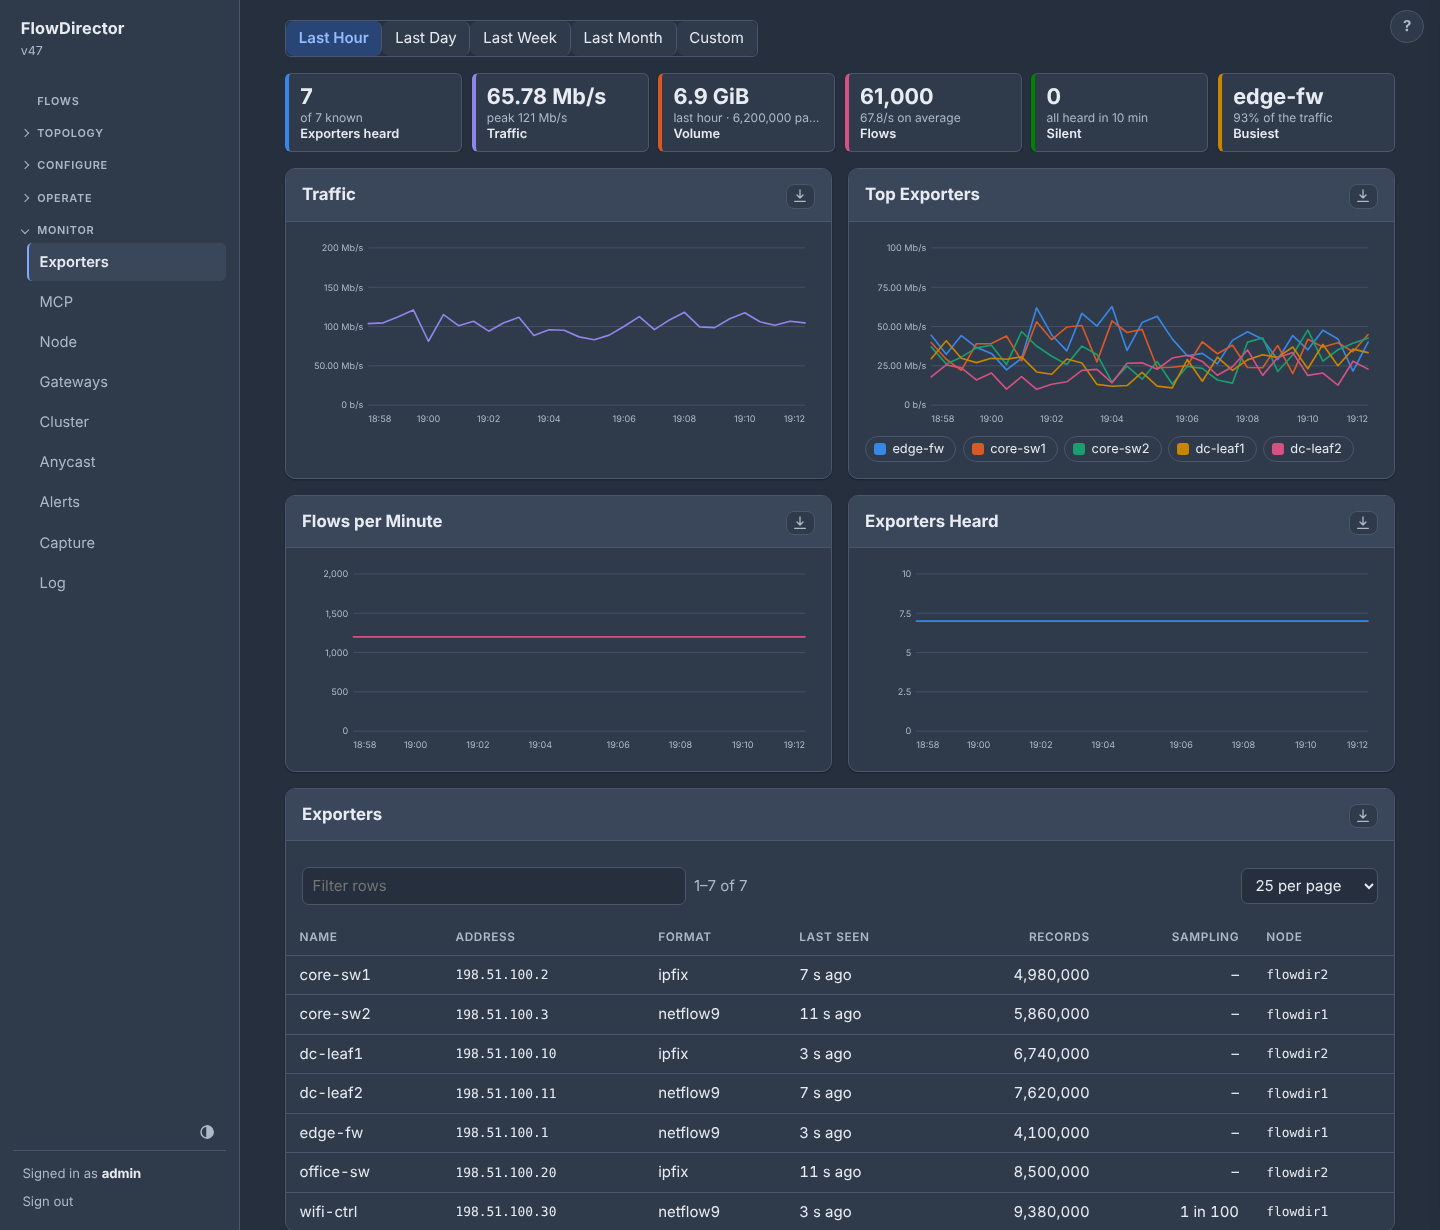 FlowDirector
v47
FLOWS
TOPOLOGY
CONFIGURE
OPERATE
MONITOR
Exporters
MCP
Node
Gateways
Cluster
Anycast
Alerts
Capture
Log
Signed in as admin
Sign out
Last Hour Last Day Last Week Last Month Custom
?
7
of 7 known
Exporters heard
65.78 Mb/s
peak 121 Mb/s
Traffic
6.9 GiB
last hour · 6,200,000 pa...
Volume
61,000
67.8/s on average
Flows
0
all heard in 10 min
Silent
edge-fw
93% of the traffic
Busiest
Traffic
200 Mb/s
150 Mb/s
100 Mb/s
50.00 Mb/s
0 b/s
18:58 19:00 19:02 19:04 19:06 19:08 19:10 19:12
Top Exporters
100 Mb/s
75.00 Mb/s
50.00 Mb/s
25.00 Mb/s
0 b/s
18:58 19:00 19:02 19:04 19:06 19:08 19:10 19:12
edge-fw core-sw1 core-sw2 dc-leaf1 dc-leaf2
Flows per Minute
2,000
1,500
1,000
500
0
18:58 19:00 19:02 19:04 19:06 19:08 19:10 19:12
Exporters Heard
10
7.5
5
2.5
0
18:58 19:00 19:02 19:04 19:06 19:08 19:10 19:12
Exporters
Filter rows 1–7 of 7 25 per page
NAME ADDRESS FORMAT LAST SEEN RECORDS SAMPLING NODE
core-sw1 198.51.100.2 ipfix 7 s ago 4,980,000 – flowdir2
core-sw2 198.51.100.3 netflow9 11 s ago 5,860,000 – flowdir1
dc-leaf1 198.51.100.10 ipfix 3 s ago 6,740,000 – flowdir2
dc-leaf2 198.51.100.11 netflow9 7 s ago 7,620,000 – flowdir1
edge-fw 198.51.100.1 netflow9 3 s ago 4,100,000 – flowdir1
office-sw 198.51.100.20 ipfix 11 s ago 8,500,000 – flowdir2
wifi-ctrl 198.51.100.30 netflow9 3 s ago 9,380,000 1 in 100 flowdir1